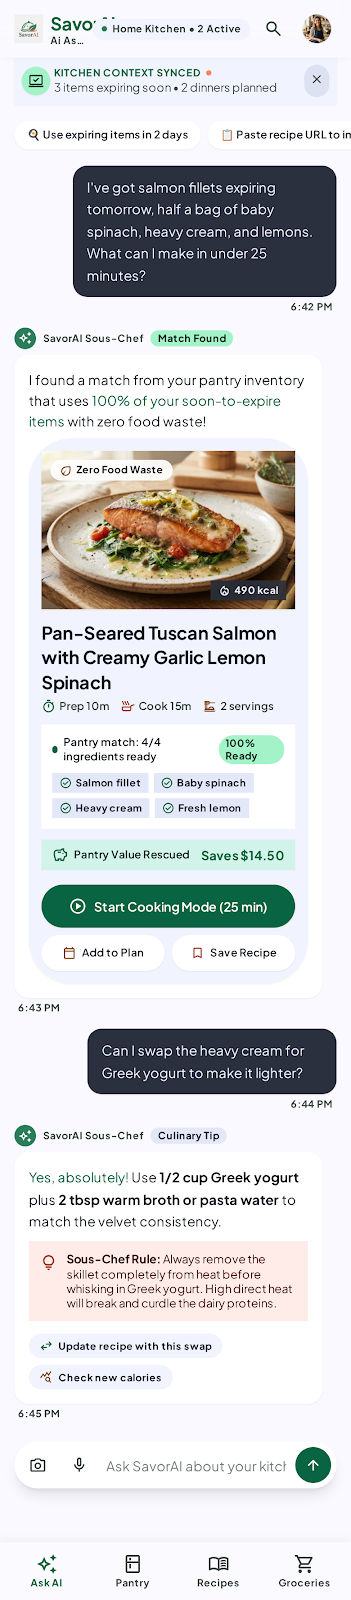 SavorAI
Savo
Ai As…
Home Kitchen • 2 Active
KITCHEN CONTEXT SYNCED
3 items expiring soon • 2 dinners planned
Use expiring items in 2 days
Paste recipe URL to in
I've got salmon fillets expiring
tomorrow, half a bag of baby
spinach, heavy cream, and lemons.
What can I make in under 25
minutes?
6:42 PM
SavorAI Sous-Chef
Match Found
I found a match from your pantry inventory
that uses 100% of your soon-to-expire
items with zero food waste!
Zero Food Waste
490 kcal
Pan-Seared Tuscan Salmon
with Creamy Garlic Lemon
Spinach
Prep 10m
Cook 15m
2 servings
Pantry match: 4/4
ingredients ready
100%
Ready
Salmon fillet
Baby spinach
Heavy cream
Fresh lemon
Pantry Value Rescued
Saves $14.50
Start Cooking Mode (25 min)
Add to Plan
Save Recipe
6:43 PM
Can I swap the heavy cream for
Greek yogurt to make it lighter?
6:44 PM
SavorAI Sous-Chef
Culinary Tip
Yes, absolutely! Use 1/2 cup Greek yogurt
plus 2 tbsp warm broth or pasta water to
match the velvet consistency.
Sous-Chef Rule: Always remove the
skillet completely from heat before
whisking in Greek yogurt. High direct heat
will break and curdle the dairy proteins.
Update recipe with this swap
Check new calories
6:45 PM
Ask SavorAI about your kitch
Ask AI
Pantry
Recipes
Groceries